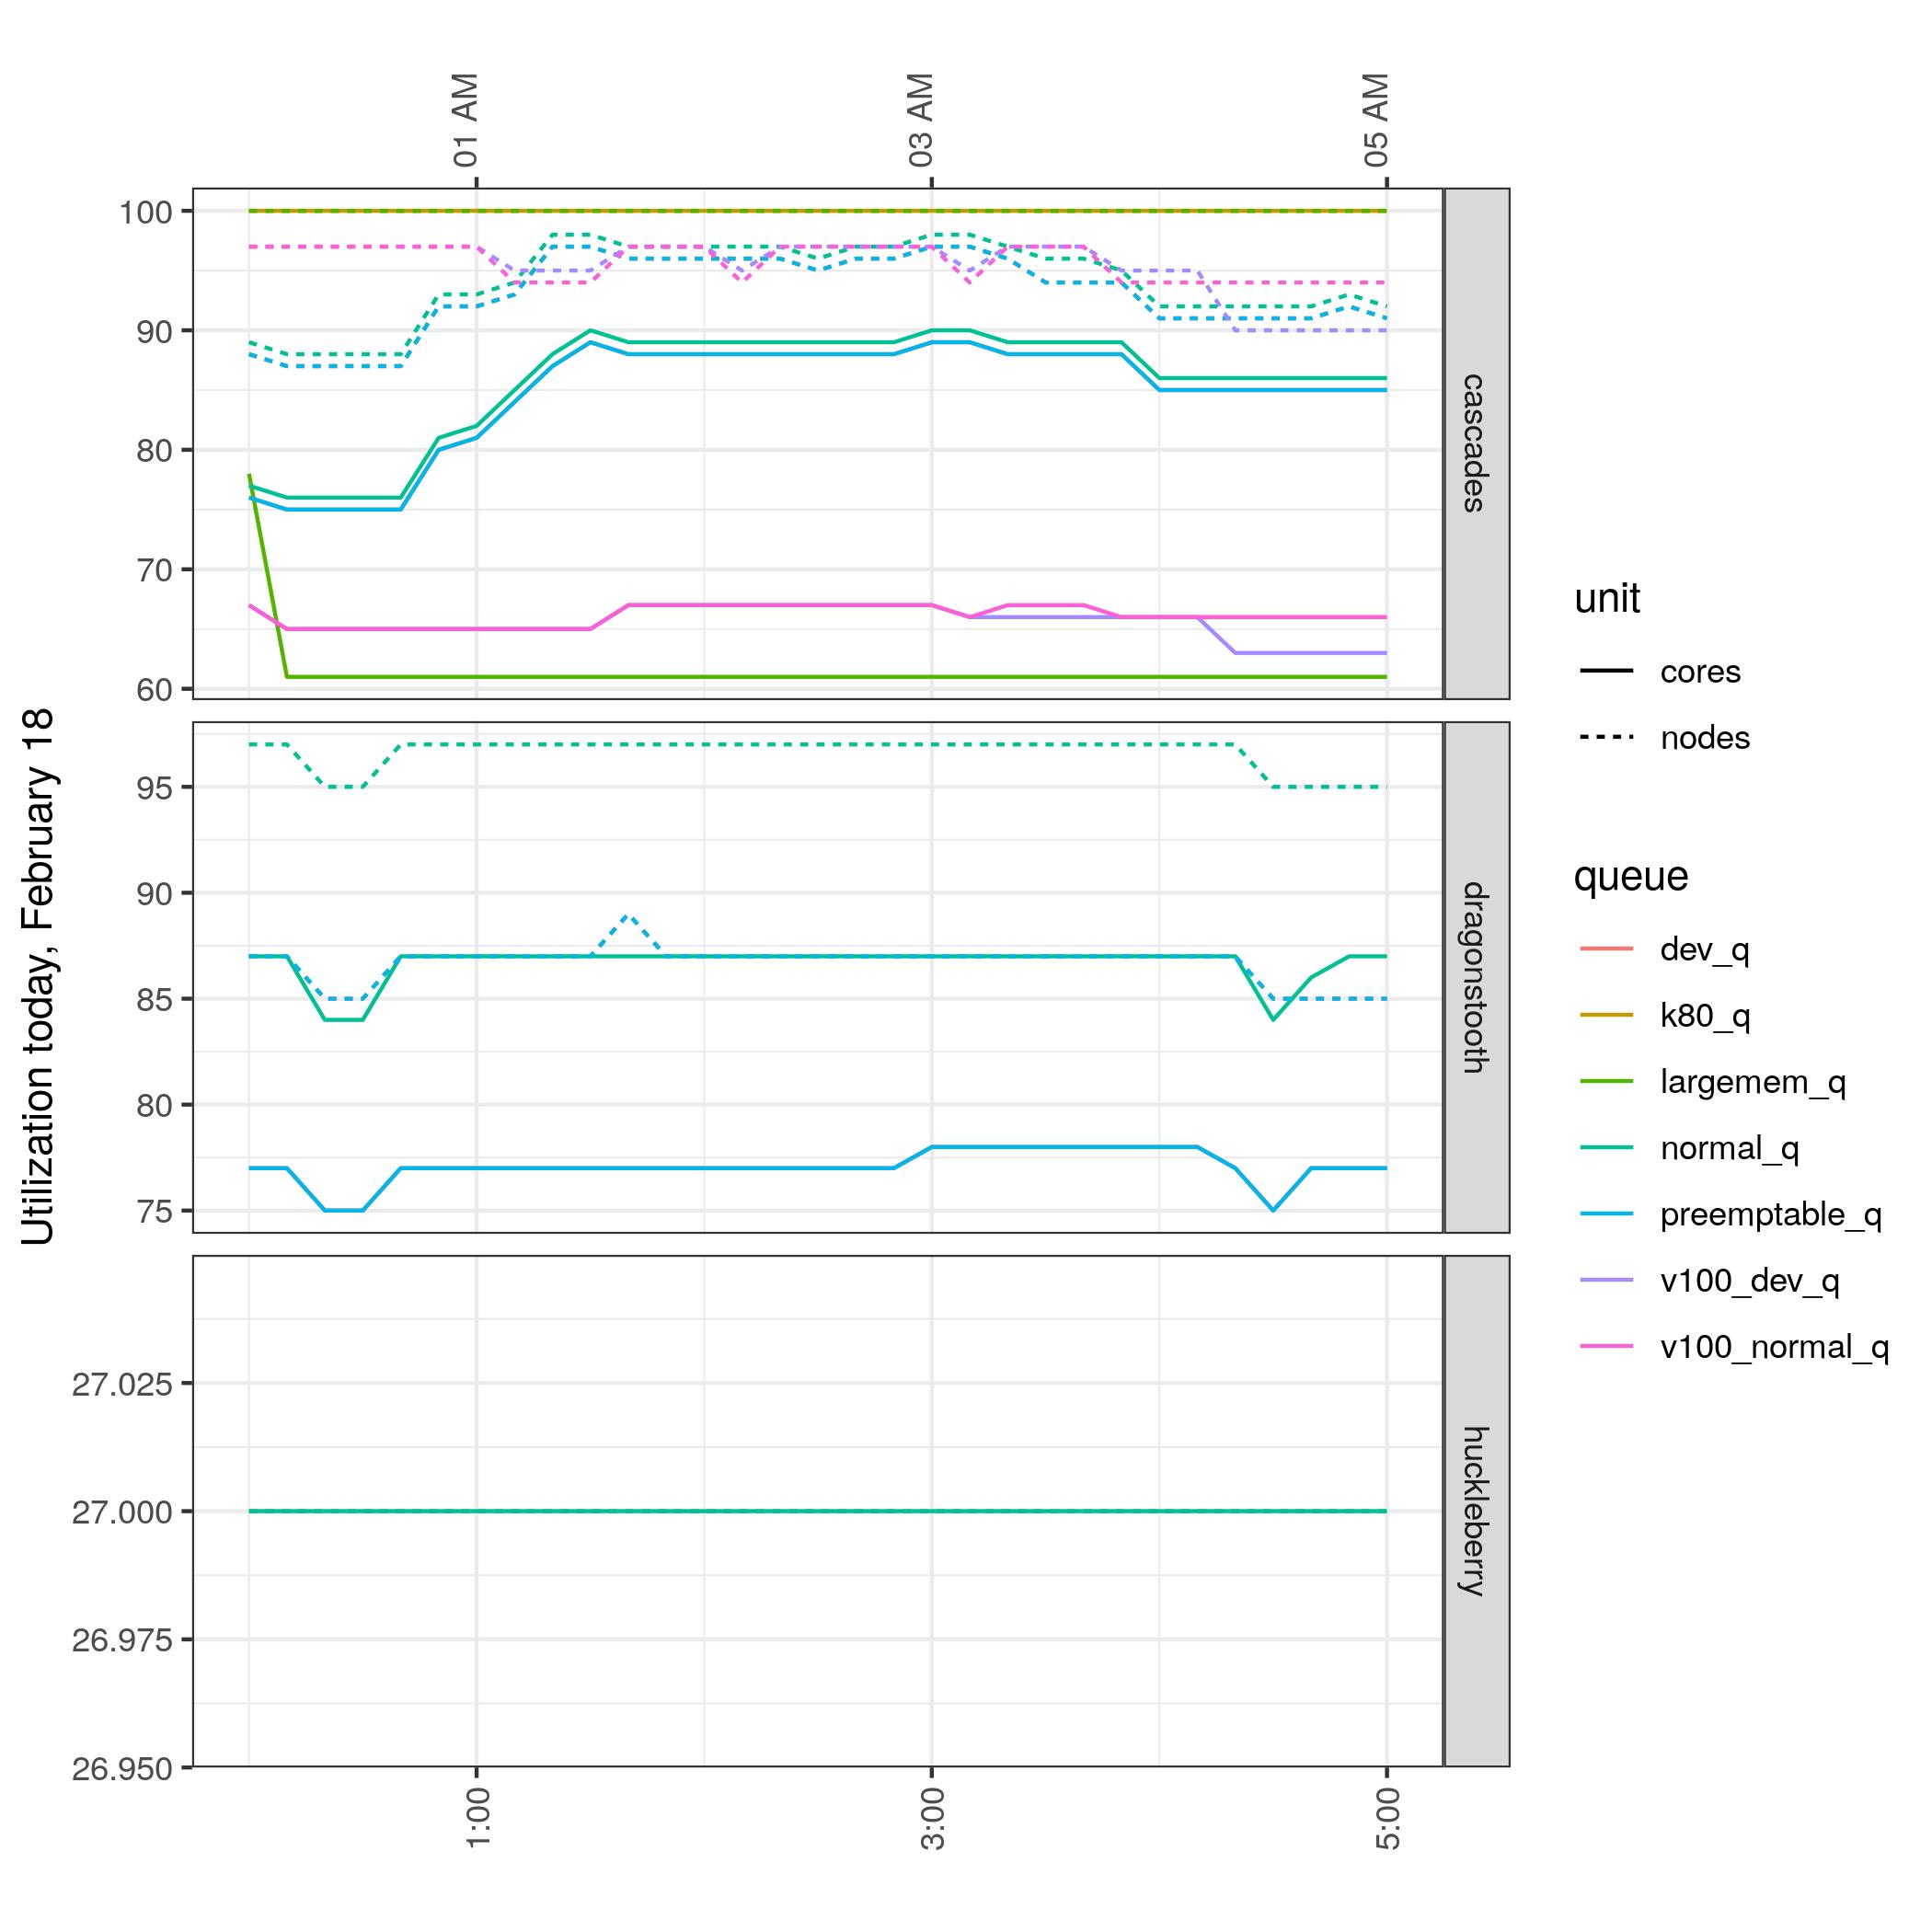 01 AM
03 AM
05 AM
100
90
80
70
60
cascades
95
90
85
80
75
dragonstooth
27.025
27.000
26.975
26.950
huckleberry
1:00
3:00
5:00
Utilization today, February 18
unit
cores
nodes
queue
dev_q
k80_q
largemem_q
normal_q
preemptable_q
v100_dev_q
v100_normal_q